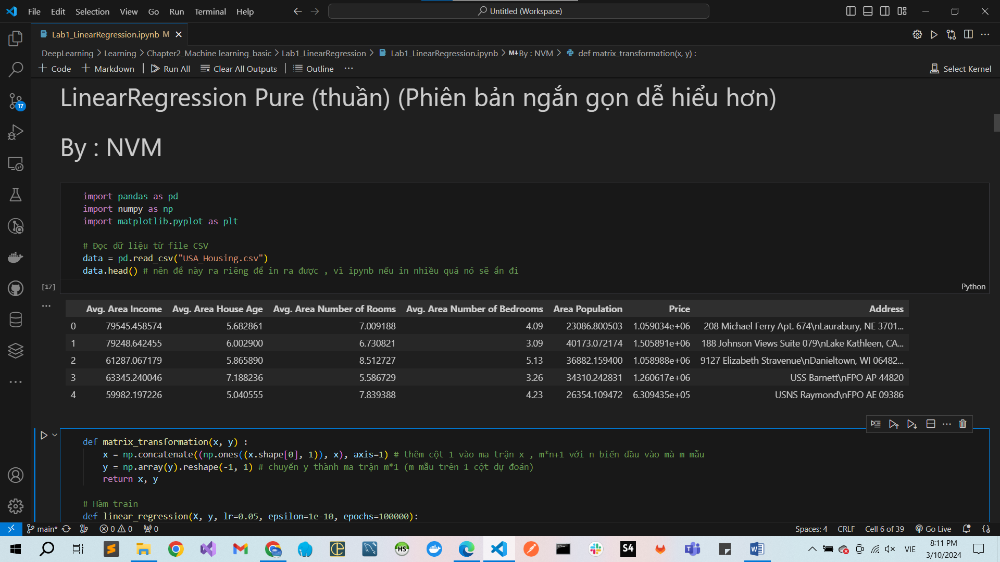 File Edit Selection View Go Run Terminal Help
Untitled (Workspace)
Lab1_LinearRegression.ipynb M
DeepLearning > Learning > Chapter2_Machine learning_basic > Lab1_LinearRegression > Lab1_LinearRegression.ipynb > M↓By : NVM > def matrix_transformation(x, y) :
+ Code + Markdown Run All Clear All Outputs Outline ...
Select Kernel
LinearRegression Pure (thuần) (Phiên bản ngắn gọn dễ hiểu hơn)
17
By : NVM
import pandas as pd
import numpy as np
import matplotlib.pyplot as plt
# Đọc dữ liệu từ file CSV
data = pd.read_csv("USA_Housing.csv")
data.head() # nên để này ra riêng để in ra được , vì ipynb nếu in nhiều quá nó sẽ ẩn đi
[17]
Python
Avg. Area Income Avg. Area House Age Avg. Area Number of Rooms Avg. Area Number of Bedrooms Area Population Price Address
0 79545.458574 5.682861 7.009188 4.09 23086.800503 1.059034e+06 208 Michael Ferry Apt. 674\nLaurabury, NE 3701...
1 79248.642455 6.002900 6.730821 3.09 40173.072174 1.505891e+06 188 Johnson Views Suite 079\nLake Kathleen, CA...
2 61287.067179 5.865890 8.512727 5.13 36882.159400 1.058988e+06 9127 Elizabeth Stravenue\nDanieltown, WI 06482...
3 63345.240046 7.188236 5.586729 3.26 34310.242831 1.260617e+06 USS Barnett\nFPO AP 44820
4 59982.197226 5.040555 7.839388 4.23 26354.109472 6.309435e+05 USNS Raymond\nFPO AE 09386
def matrix_transformation(x, y) :
x = np.concatenate((np.ones((x.shape[0], 1)), x), axis=1) # thêm cột 1 vào ma trận x , m*n+1 với n biến đầu vào mà m mẫu
y = np.array(y).reshape(-1, 1) # chuyển y thành ma trận m*1 (m mẫu trên 1 cột dự đoán)
return x, y
# Hàm train
def linear_regression(X, y, lr=0.05, epsilon=1e-10, epochs=100000):
main* 0 0 0
Spaces: 4 CRLF Cell 6 of 39 Go Live
HS
S4
VIE
8:11 PM
3/10/2024